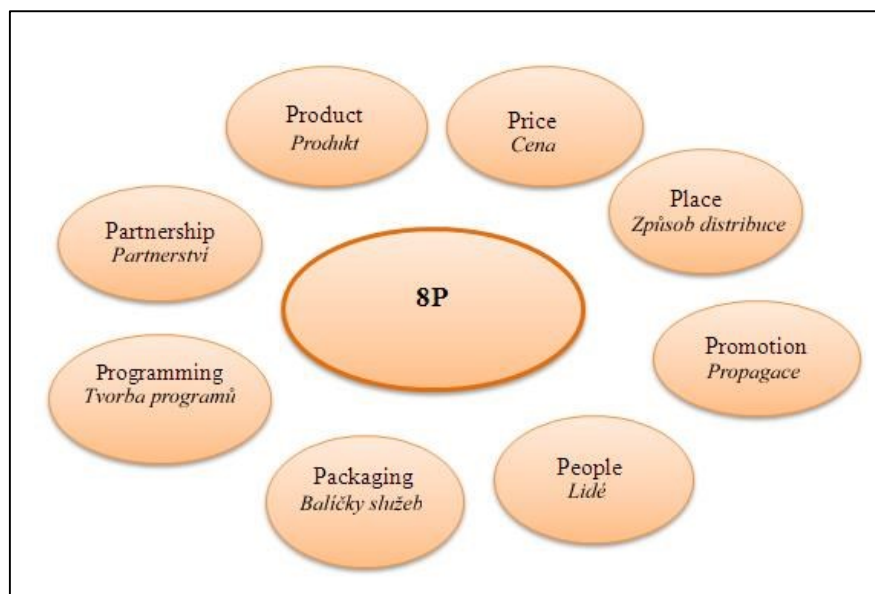 Product
Produkt
Price
Cena
Place
Způsob distribuce
Partnership
Partnerství
8P
Promotion
Propagace
Programming
Tvorba programů
People
Lidé
Packaging
Balíčky služeb